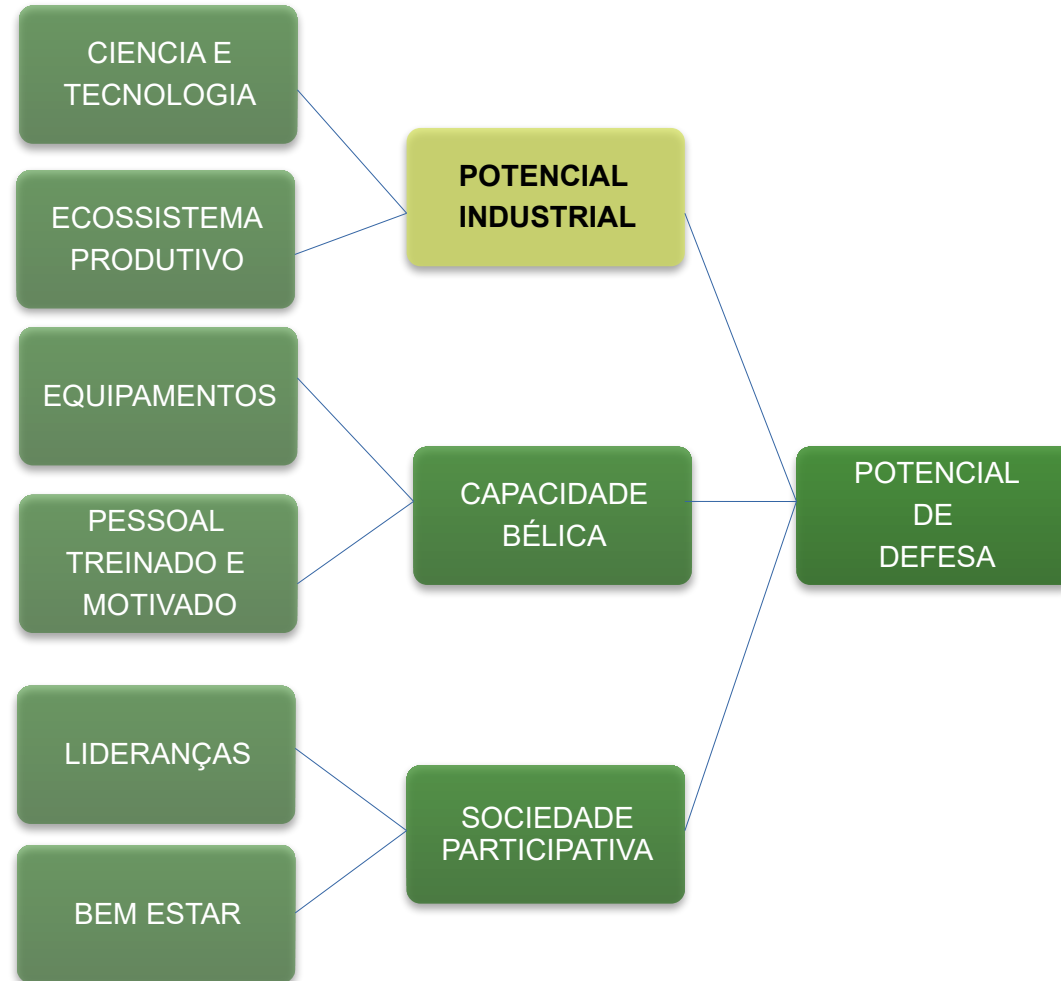 CIENCIA E
TECNOLOGIA
ECOSSISTEMA
PRODUTIVO
EQUIPAMENTOS
PESSOAL
TREINADO E
MOTIVADO
LIDERANÇAS
BEM ESTAR
POTENCIAL
INDUSTRIAL
CAPACIDADE
BÉLICA
SOCIEDADE
PARTICIPATIVA
POTENCIAL
DE
DEFESA